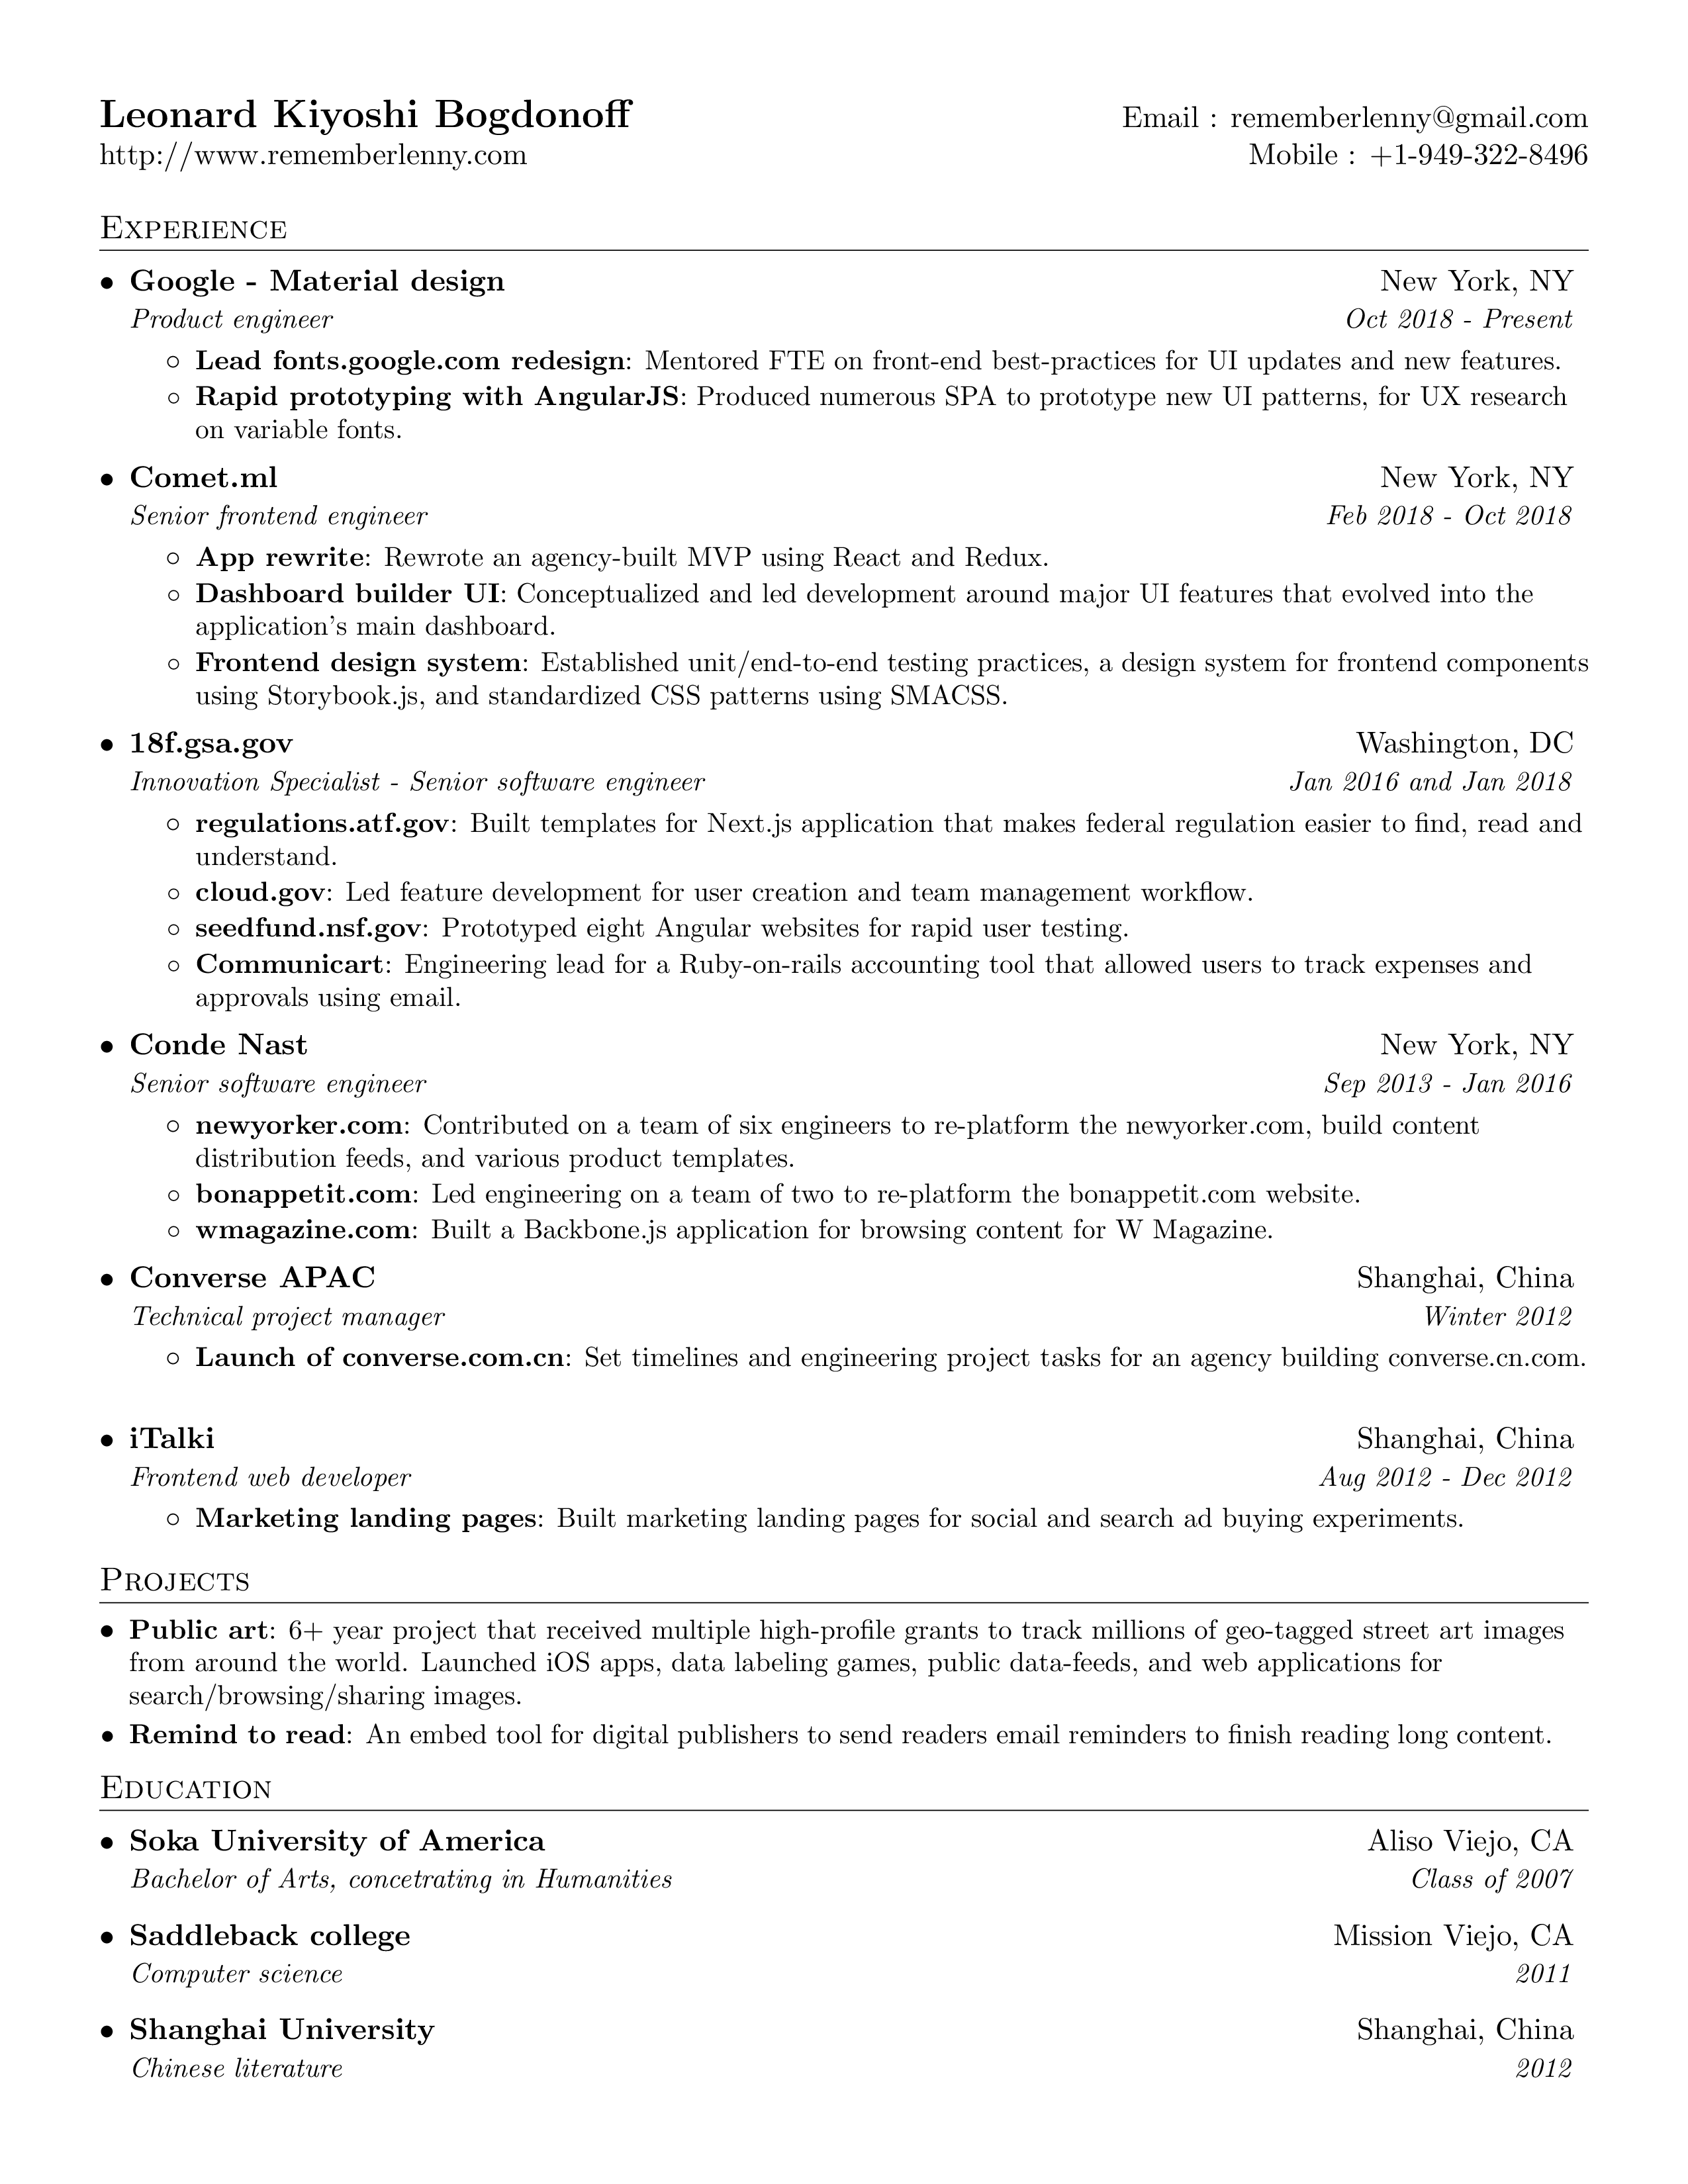 Leonard Kiyoshi Bogdonoff
Email : rememberlenny@gmail.com
http://www.rememberlenny.com
Mobile : +1-949-322-8496
Experience
• Google - Material design
New York, NY
Product engineer
Oct 2018 - Present
◦ Lead fonts.google.com redesign: Mentored FTE on front-end best-practices for UI updates and new features.
◦ Rapid prototyping with AngularJS: Produced numerous SPA to prototype new UI patterns, for UX research
on variable fonts.
• Comet.ml
New York, NY
Senior frontend engineer
Feb 2018 - Oct 2018
◦ App rewrite: Rewrote an agency-built MVP using React and Redux.
◦ Dashboard builder UI: Conceptualized and led development around major UI features that evolved into the
application's main dashboard.
◦ Frontend design system: Established unit/end-to-end testing practices, a design system for frontend components
using Storybook.js, and standardized CSS patterns using SMACSS.
• 18f.gsa.gov
Washington, DC
Innovation Specialist - Senior software engineer
Jan 2016 and Jan 2018
◦ regulations.atf.gov: Built templates for Next.js application that makes federal regulation easier to find, read and
understand.
◦ cloud.gov: Led feature development for user creation and team management workflow.
◦ seedfund.nsf.gov: Prototyped eight Angular websites for rapid user testing.
◦ Communicart: Engineering lead for a Ruby-on-rails accounting tool that allowed users to track expenses and
approvals using email.
• Conde Nast
New York, NY
Senior software engineer
Sep 2013 - Jan 2016
◦ newyorker.com: Contributed on a team of six engineers to re-platform the newyorker.com, build content
distribution feeds, and various product templates.
◦ bonappetit.com: Led engineering on a team of two to re-platform the bonappetit.com website.
◦ wmagazine.com: Built a Backbone.js application for browsing content for W Magazine.
• Converse APAC
Shanghai, China
Technical project manager
Winter 2012
◦ Launch of converse.com.cn: Set timelines and engineering project tasks for an agency building converse.cn.com.
• iTalki
Shanghai, China
Frontend web developer
Aug 2012 - Dec 2012
◦ Marketing landing pages: Built marketing landing pages for social and search ad buying experiments.
Projects
• Public art: 6+ year project that received multiple high-profile grants to track millions of geo-tagged street art images
from around the world. Launched iOS apps, data labeling games, public data-feeds, and web applications for
search/browsing/sharing images.
• Remind to read: An embed tool for digital publishers to send readers email reminders to finish reading long content.
Education
• Soka University of America
Aliso Viejo, CA
Bachelor of Arts, concetrating in Humanities
Class of 2007
• Saddleback college
Mission Viejo, CA
Computer science
2011
• Shanghai University
Shanghai, China
Chinese literature
2012